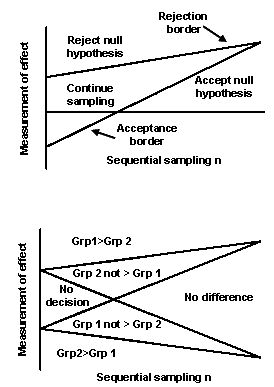 Rejection
border
Reject null
hypothesis
Accept null
hypothesis
Continue
sampling
Acceptance
border
Measurement of effect
Sequential sampling n
Grp1>Grp 2
Grp 2 not > Grp 1
No
decision
No difference
Grp 1 not > Grp 2
Grp2>Grp 1
Measurement of effect
Sequential sampling n